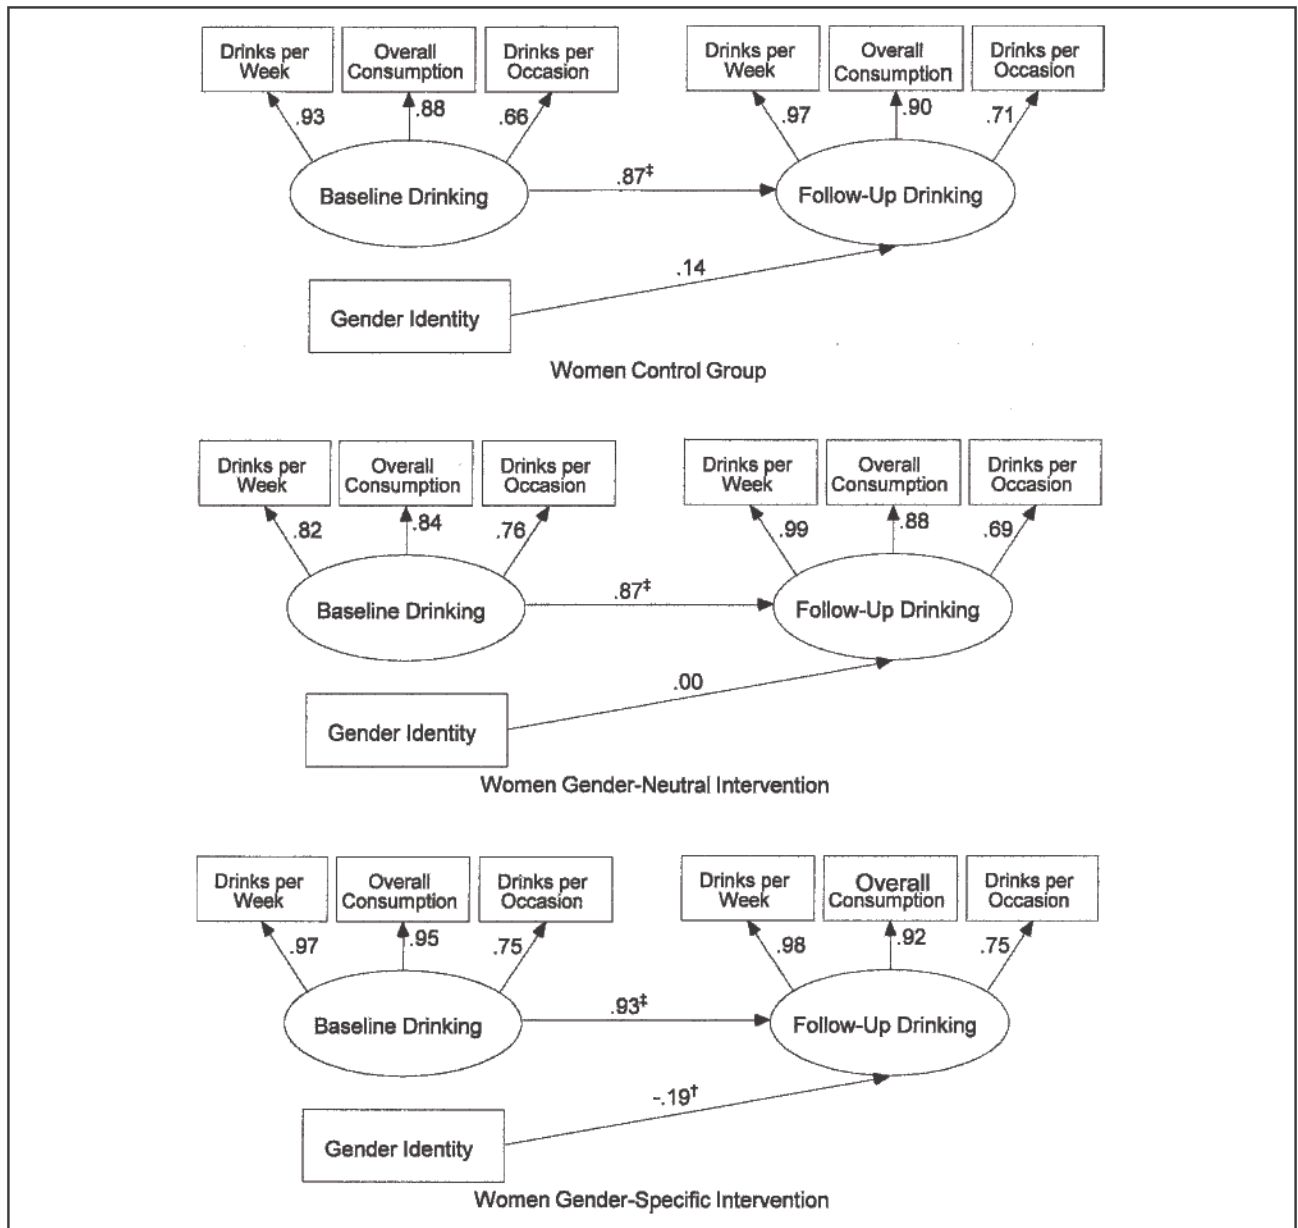 Drinks per
Week
Overall
Consumption
Drinks per
Occasion
Drinks per
Week
Overall
Consumption
Drinks per
Occasion
.93
.88
.66
.97
.90
.71
Baseline Drinking
.87‡
Follow-Up Drinking
.14
Gender Identity
Women Control Group
Drinks per
Week
Overall
Consumption
Drinks per
Occasion
Drinks per
Week
Overall
Consumption
Drinks per
Occasion
.82
.84
.76
.99
.88
.69
Baseline Drinking
.87‡
Follow-Up Drinking
.00
Gender Identity
Women Gender-Neutral Intervention
Drinks per
Week
Overall
Consumption
Drinks per
Occasion
Drinks per
Week
Overall
Consumption
Drinks per
Occasion
.97
.95
.75
.98
.92
.75
Baseline Drinking
.93‡
Follow-Up Drinking
-.19†
Gender Identity
Women Gender-Specific Intervention